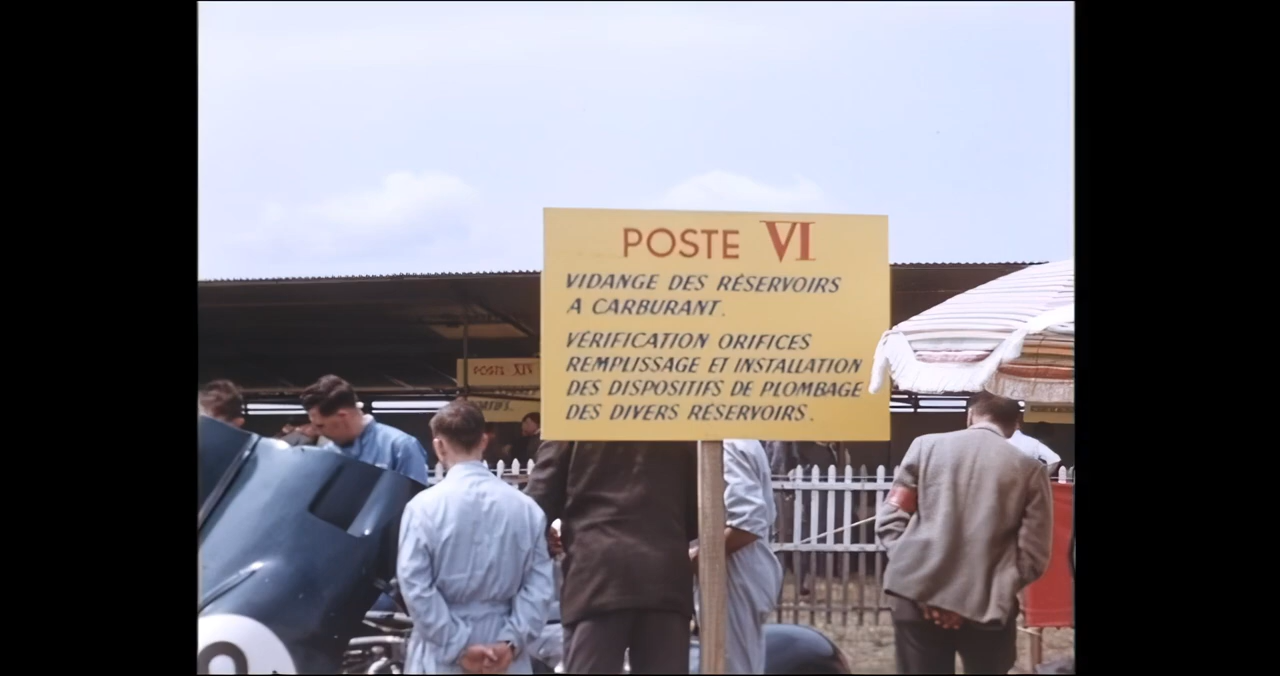 POSTE VI
VIDANGE DES RÉSERVOIRS
A CARBURANT.
VÉRIFICATION ORIFICES
REMPLISSAGE ET INSTALLATION
DES DISPOSITIFS DE PLOMBAGE
DES DIVERS RÉSERVOIRS.
POSTE XIV